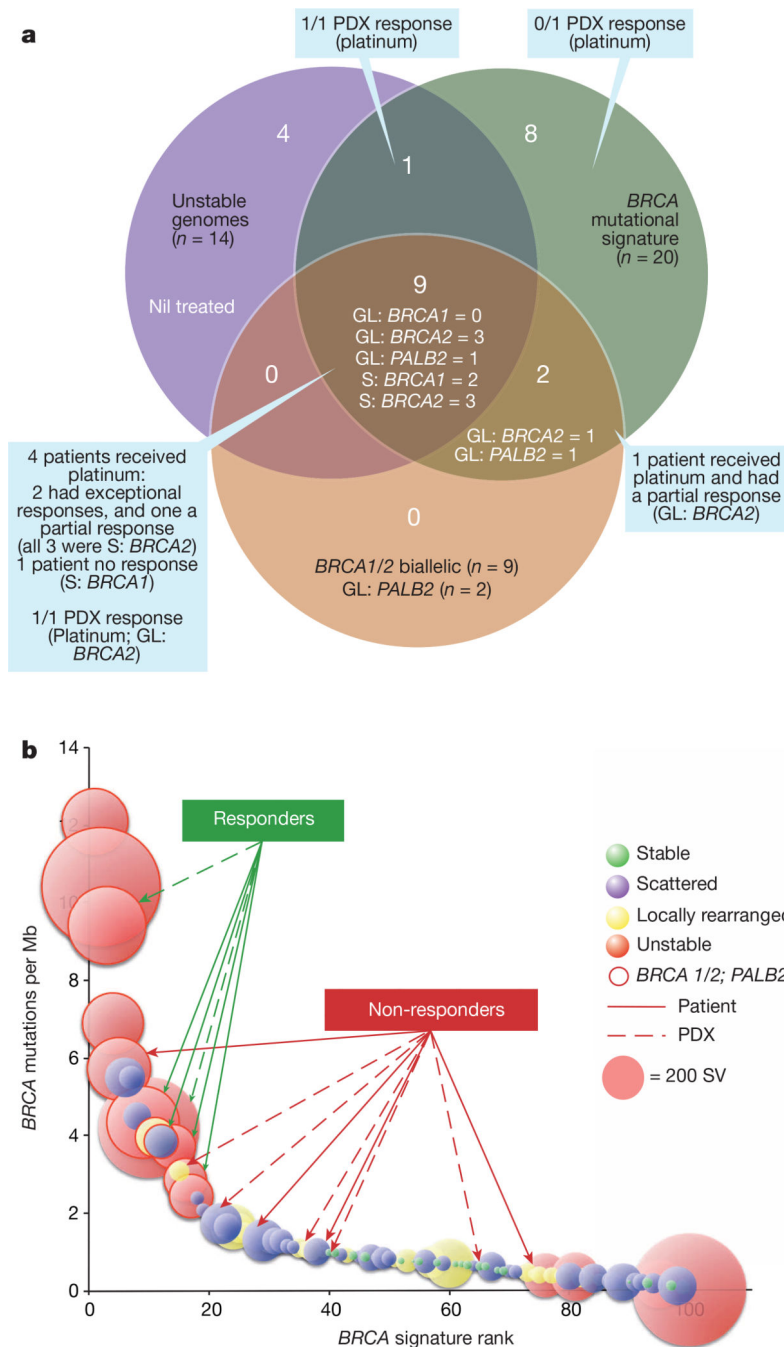 a
1/1 PDX response
(platinum)
0/1 PDX response
(platinum)
4
1
8
Unstable
genomes
(n = 14)
BRCA
mutational
signature
(n = 20)
Nil treated
9
GL: BRCA1 = 0
GL: BRCA2 = 3
GL: PALB2 = 1
S: BRCA1 = 2
S: BRCA2 = 3
0
2
GL: BRCA2 = 1
GL: PALB2 = 1
4 patients received
platinum:
2 had exceptional
responses, and one a
partial response
(all 3 were S: BRCA2)
1 patient no response
(S: BRCA1)
1/1 PDX response
(Platinum; GL:
BRCA2)
1 patient received
platinum and had
a partial response
(GL: BRCA2)
0
BRCA1/2 biallelic (n = 9)
GL: PALB2 (n = 2)
b
14
12
10
8
6
4
2
0
BRCA mutations per Mb
Responders
Non-responders
Stable
Scattered
Locally rearranged
Unstable
BRCA 1/2; PALB2
Patient
PDX
= 200 SV
0
20
40
60
80
100
BRCA signature rank